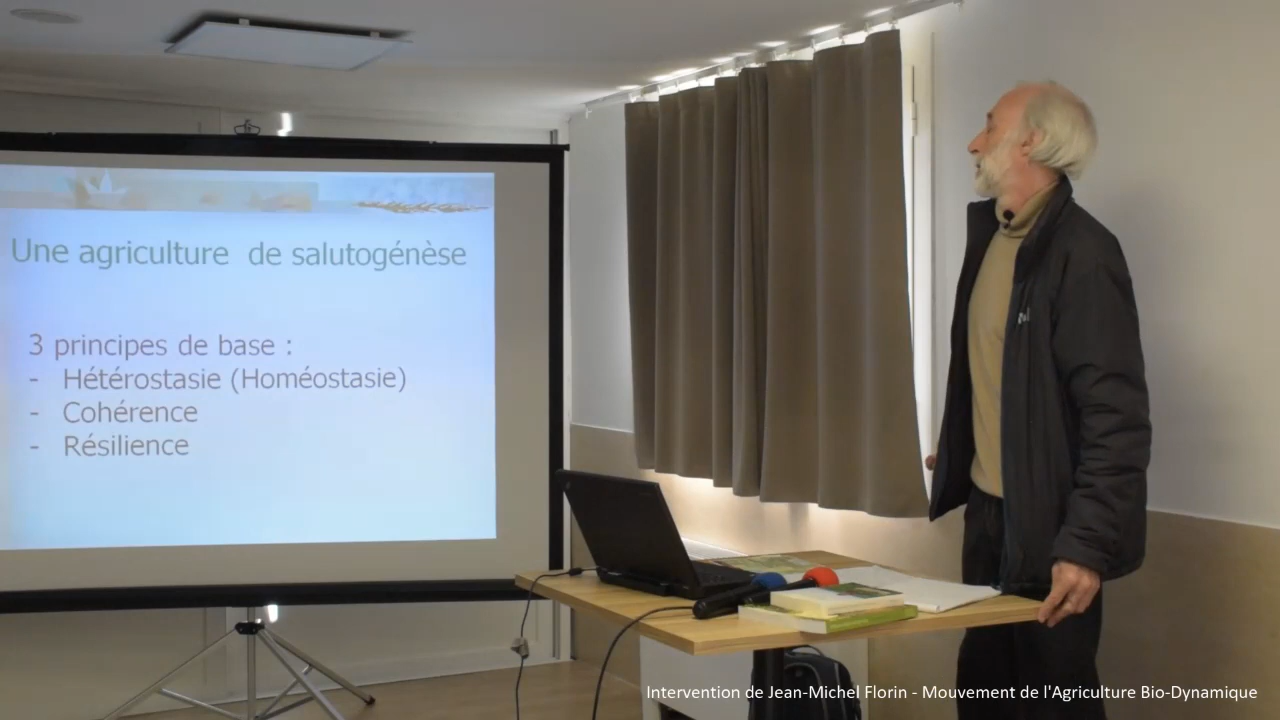 Une agriculture de salutogénèse
3 principes de base :
- Hétérostasie (Homéostasie)
- Cohérence
- Résilience
Intervention de Jean-Michel Florin - Mouvement de l'Agriculture Bio-Dynamique